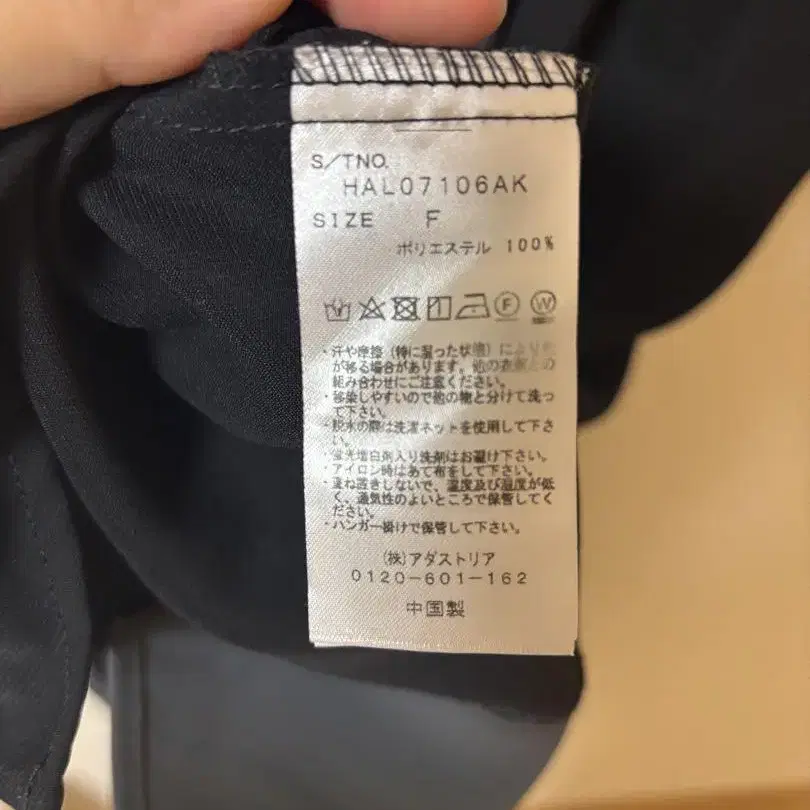 S/TNO.
HAL07106AK
SIZE F
ポリエステル 100%
F W
・汗や摩擦(特に湿った状態)により色
が移る場合があります。他の衣類との
組み合わせにご注意ください。
・移染しやすいので他の物と分けて洗っ
て下さい。
・脱水の際は洗濯ネットを使用して下さ
い。
・蛍光増白剤入り洗剤はお避け下さい。
・アイロン時はあて布をして下さい。
・重ね置きしないで、温度及び湿度が低
く、通気性のよいところで保管してく
ださい。
・ハンガー掛けで保管して下さい。
(株)アダストリア
0120-601-162
中国製